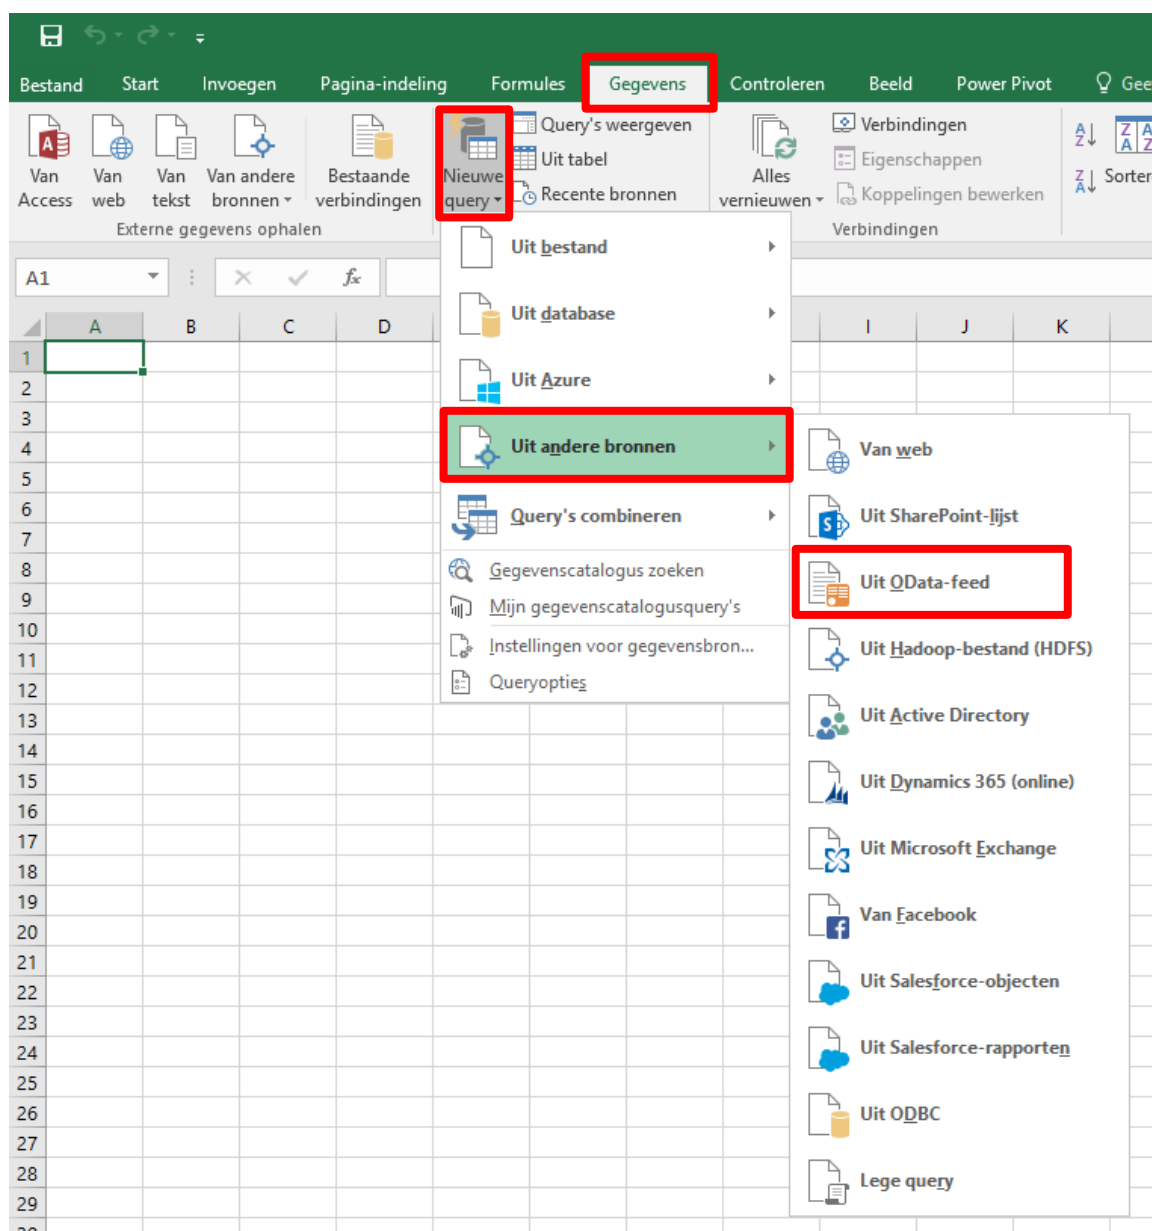 Bestand Start Invoegen Pagina-indeling Formules Gegevens Controleren Beeld Power Pivot
Van Access
Van web
Van tekst
Van andere bronnen
Bestaande verbindingen
Externe gegevens ophalen
Nieuwe query
Query's weergeven
Uit tabel
Recente bronnen
Alles vernieuwen
Verbindingen
Eigenschappen
Koppelingen bewerken
Verbindingen
A
Z
Z
A
Z A
A Z
A1
fx
A B C D I J K
1
2
3
4
5
6
7
8
9
10
11
12
13
14
15
16
17
18
19
20
21
22
23
24
25
26
27
28
29
Uit bestand
Uit database
Uit Azure
Uit andere bronnen
Query's combineren
Gegevenscatalogus zoeken
Mijn gegevenscatalogusquery's
Instellingen voor gegevensbron...
Queryopties
Van web
Uit SharePoint-lijst
Uit OData-feed
Uit Hadoop-bestand (HDFS)
Uit Active Directory
Uit Dynamics 365 (online)
Uit Microsoft Exchange
Van Facebook
Uit Salesforce-objecten
Uit Salesforce-rapporten
Uit ODBC
Lege query